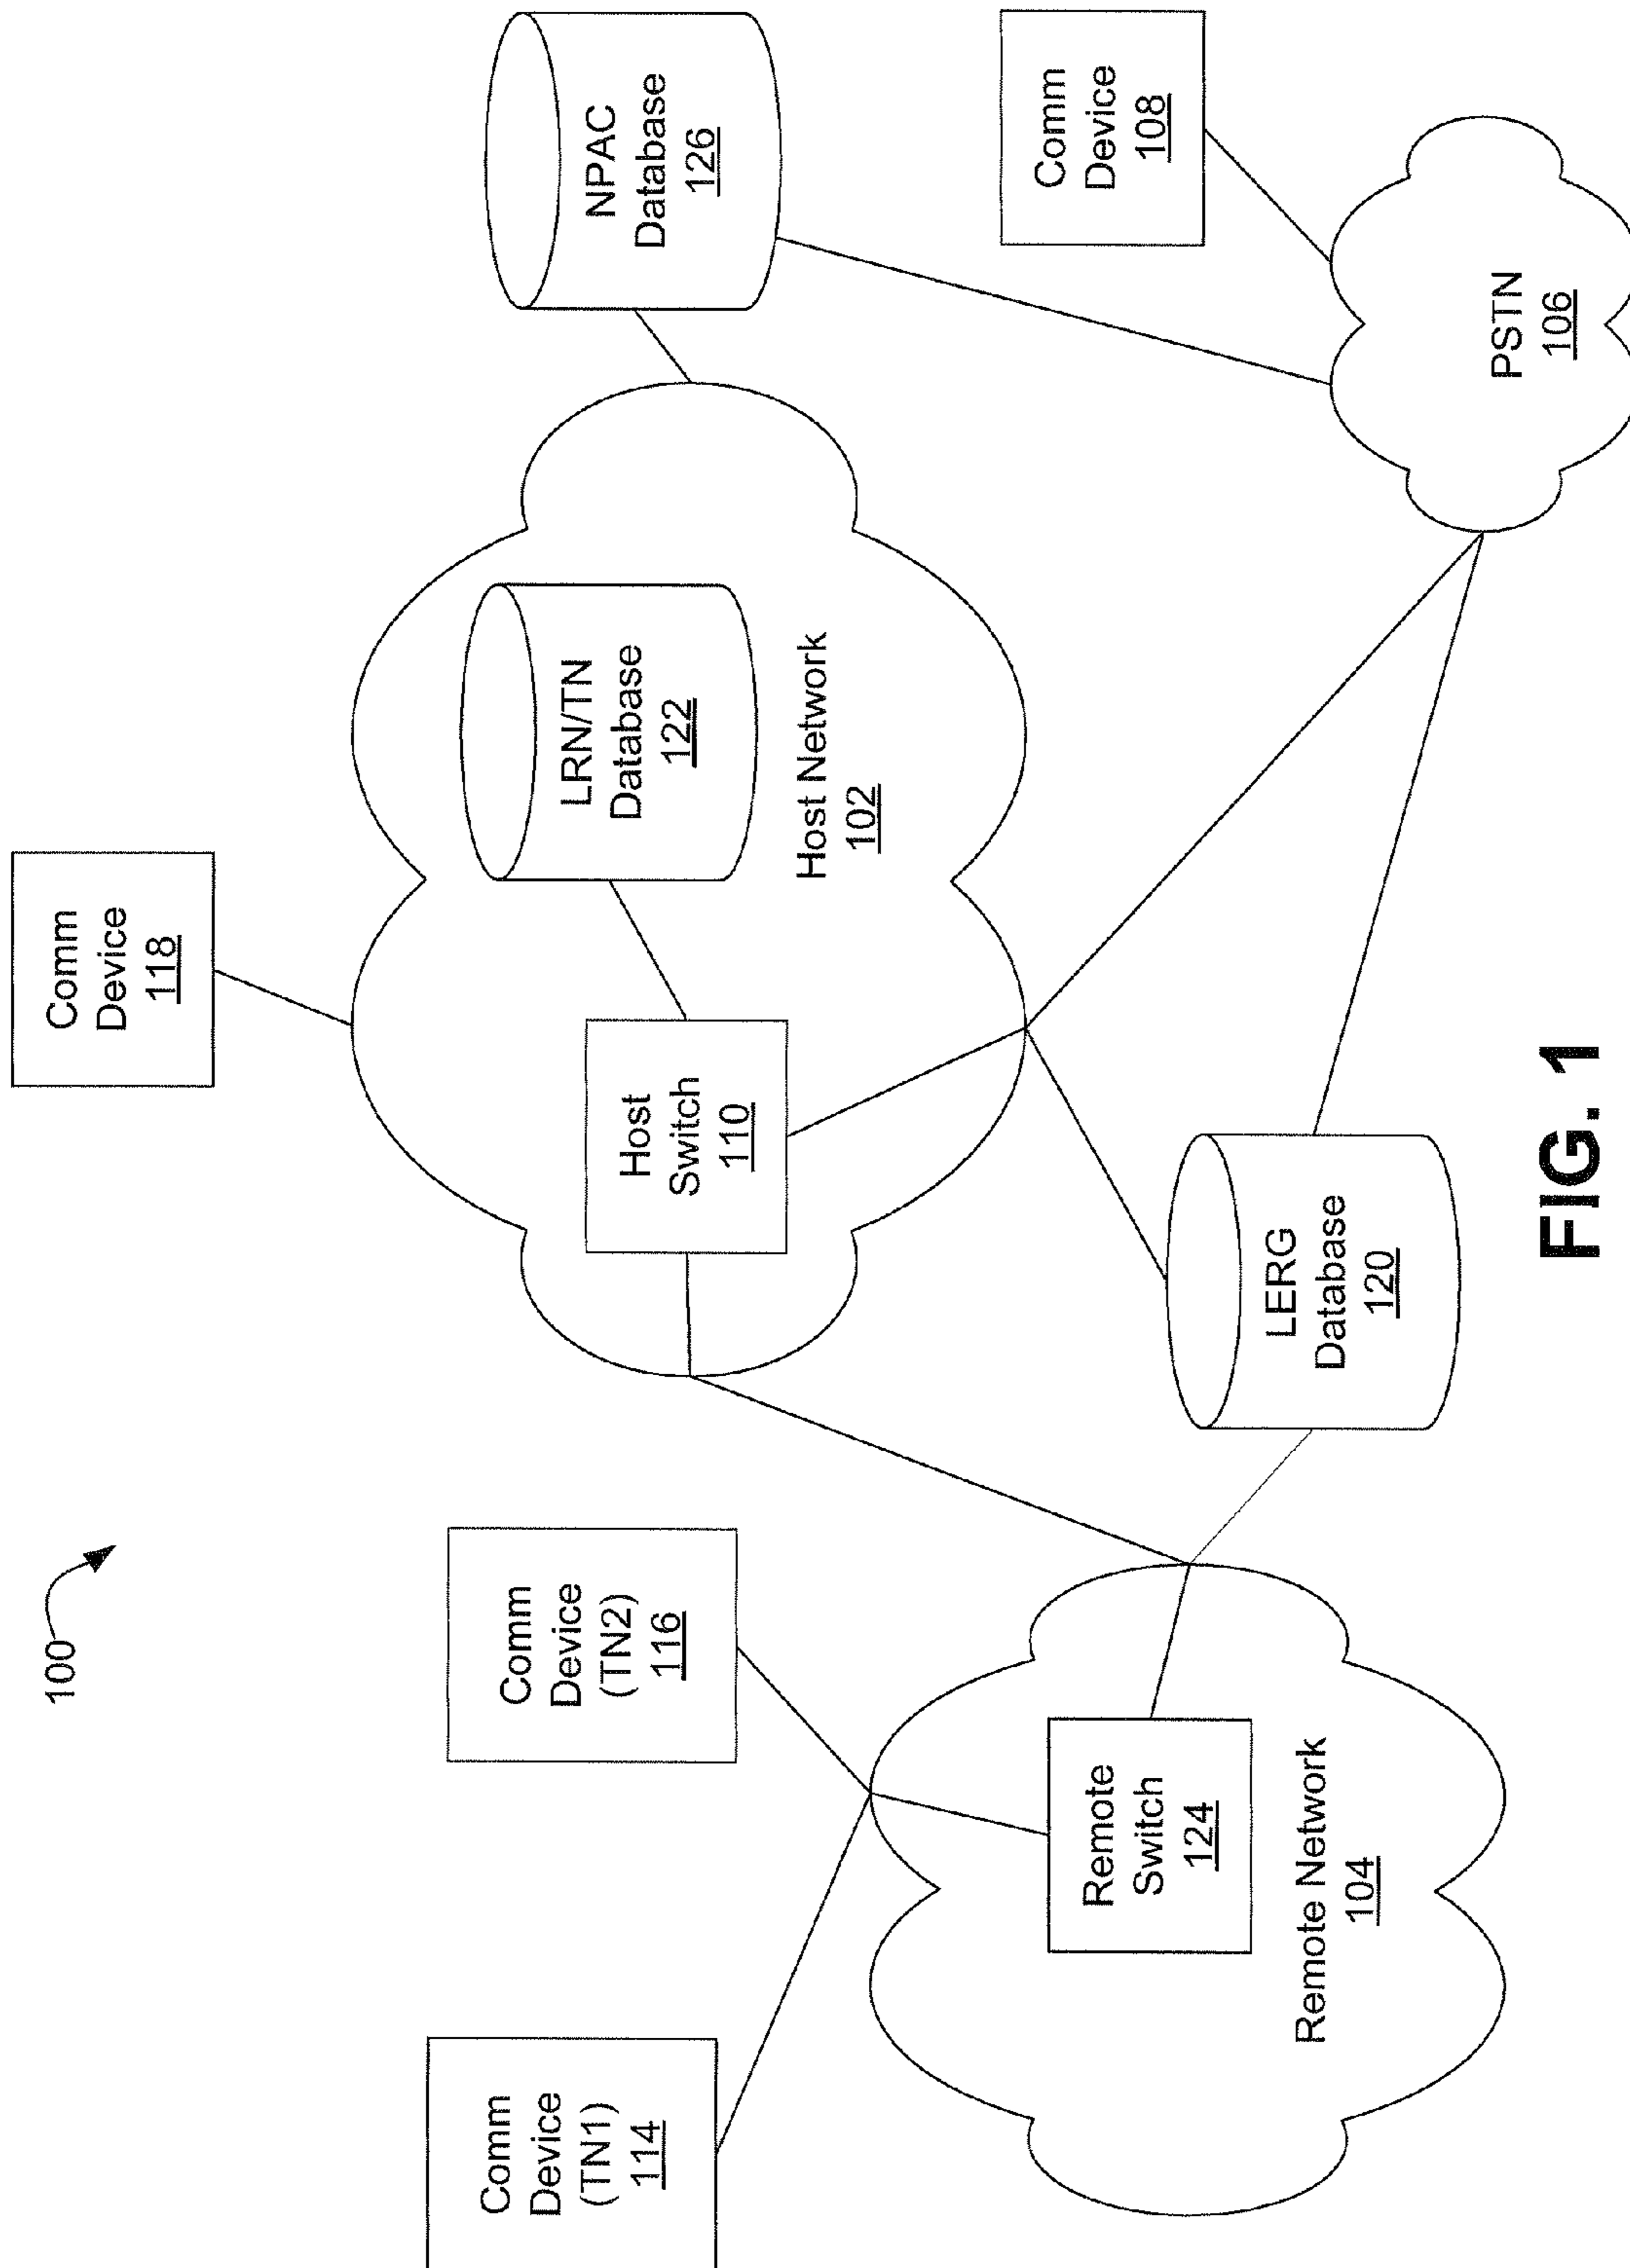 100
Comm
Device
(TN1)
114
Comm
Device
(TN2)
116
Comm
Device
118
Host
Switch
110
LRN/TN
Database
122
Host Network
102
NPAC
Database
126
Remote
Switch
124
Remote Network
104
LERG
Database
120
Comm
Device
108
PSTN
106
FIG. 1